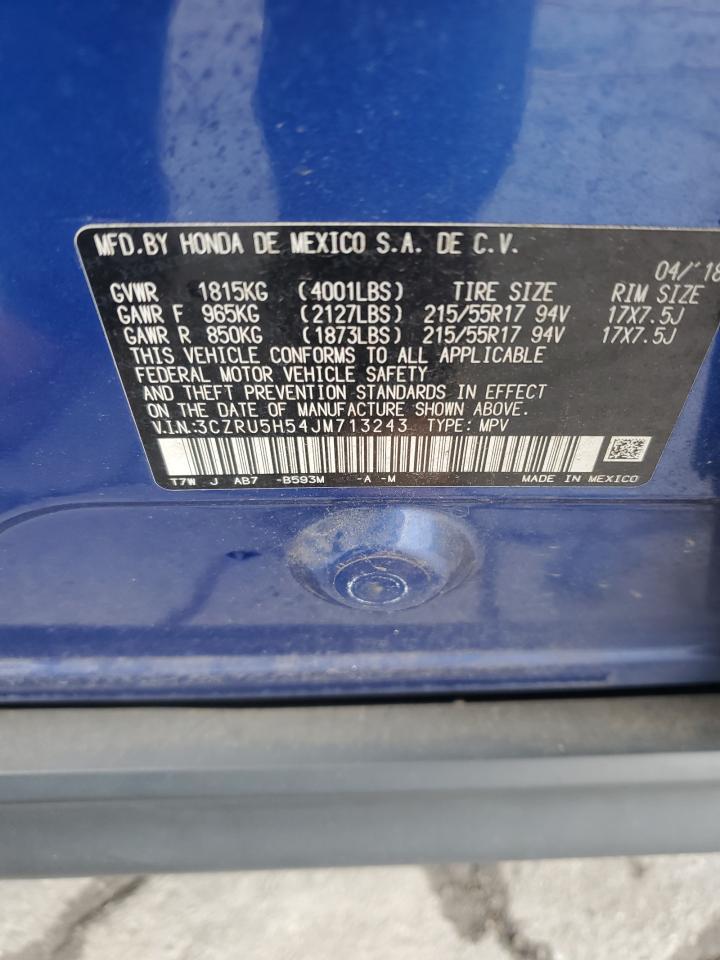 MFD.BY HONDA DE MEXICO S.A. DE C.V.
04/18
GVWR 1815KG (4001LBS) TIRE SIZE RIM SIZE
GAWR F 965KG (2127LBS) 215/55R17 94V 17X7.5J
GAWR R 850KG (1873LBS) 215/55R17 94V 17X7.5J
THIS VEHICLE CONFORMS TO ALL APPLICABLE
FEDERAL MOTOR VEHICLE SAFETY
AND THEFT PREVENTION STANDARDS IN EFFECT
ON THE DATE OF MANUFACTURE SHOWN ABOVE.
V.I.N.:3CZRU5H54JM713243 TYPE: MPV
T7W J AB7 -B593M -A -M MADE IN MEXICO